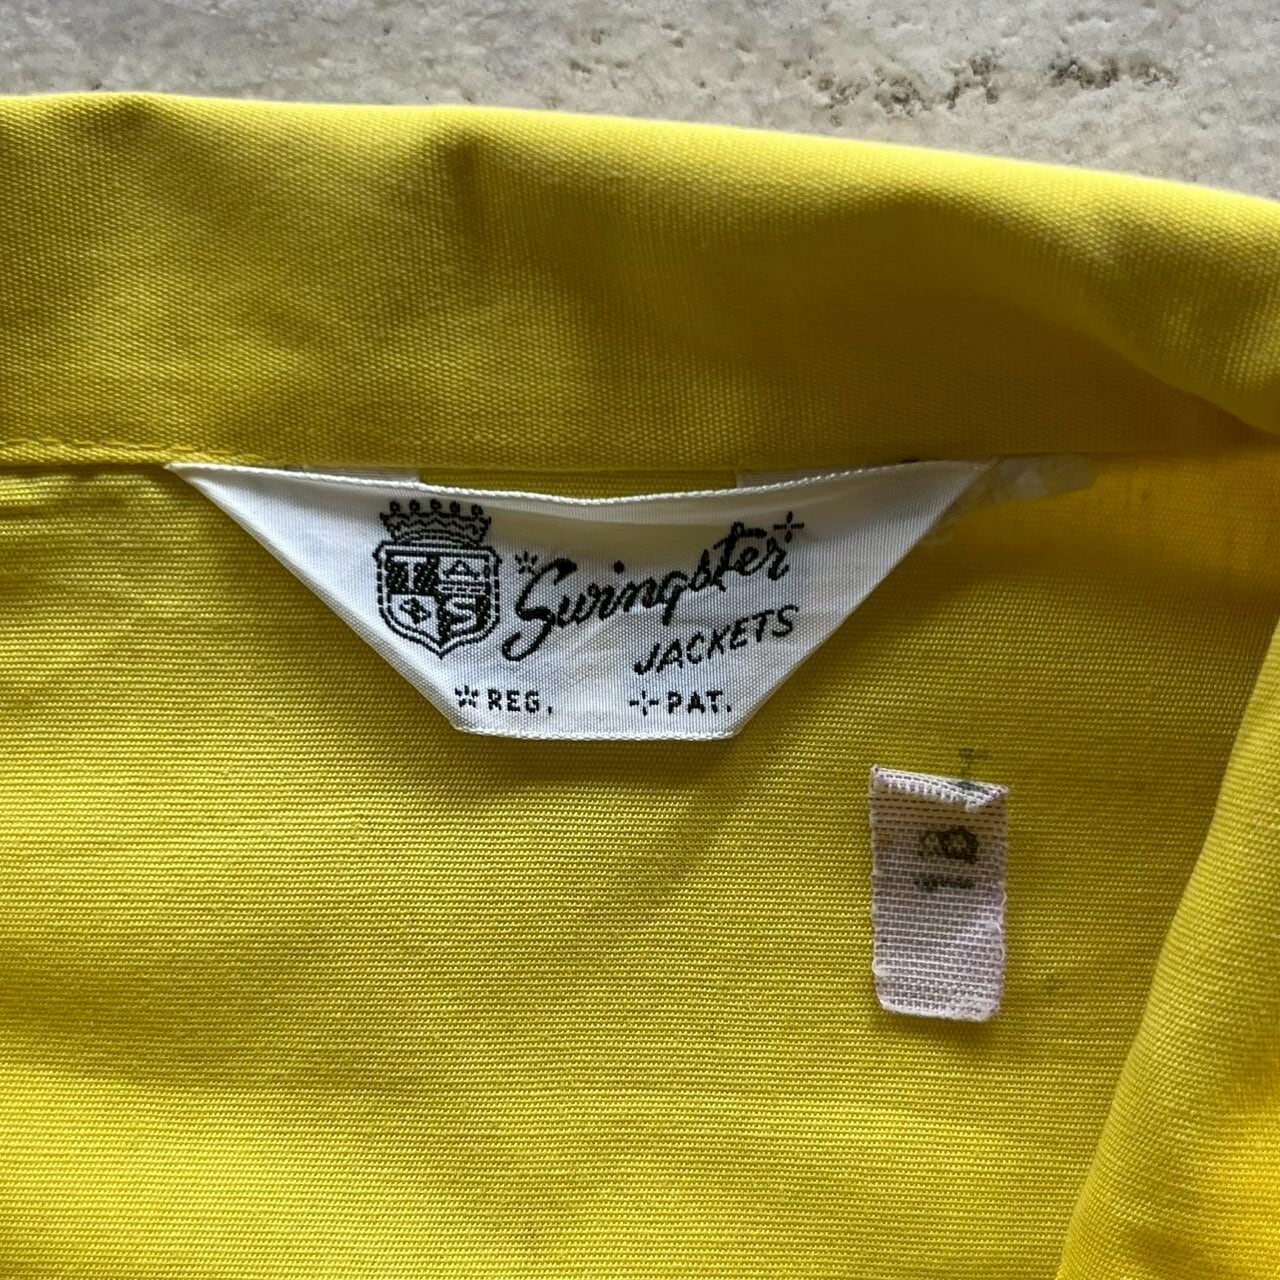 T
S
*Swingster⁜
JACKETS
*REG. ⁜PAT.